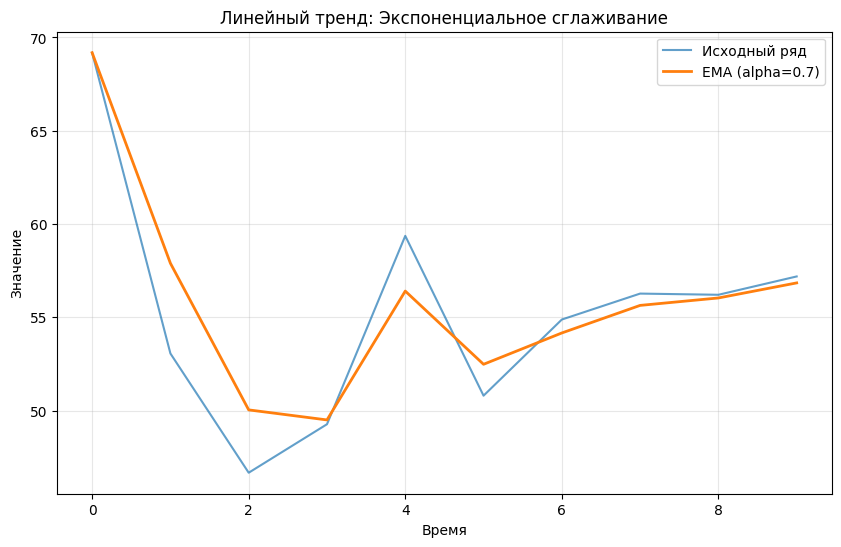 Линейный тренд: Экспоненциальное сглаживание
Исходный ряд
EMA (alpha=0.7)
Значение
70
65
60
55
50
0 2 4 6 8
Время